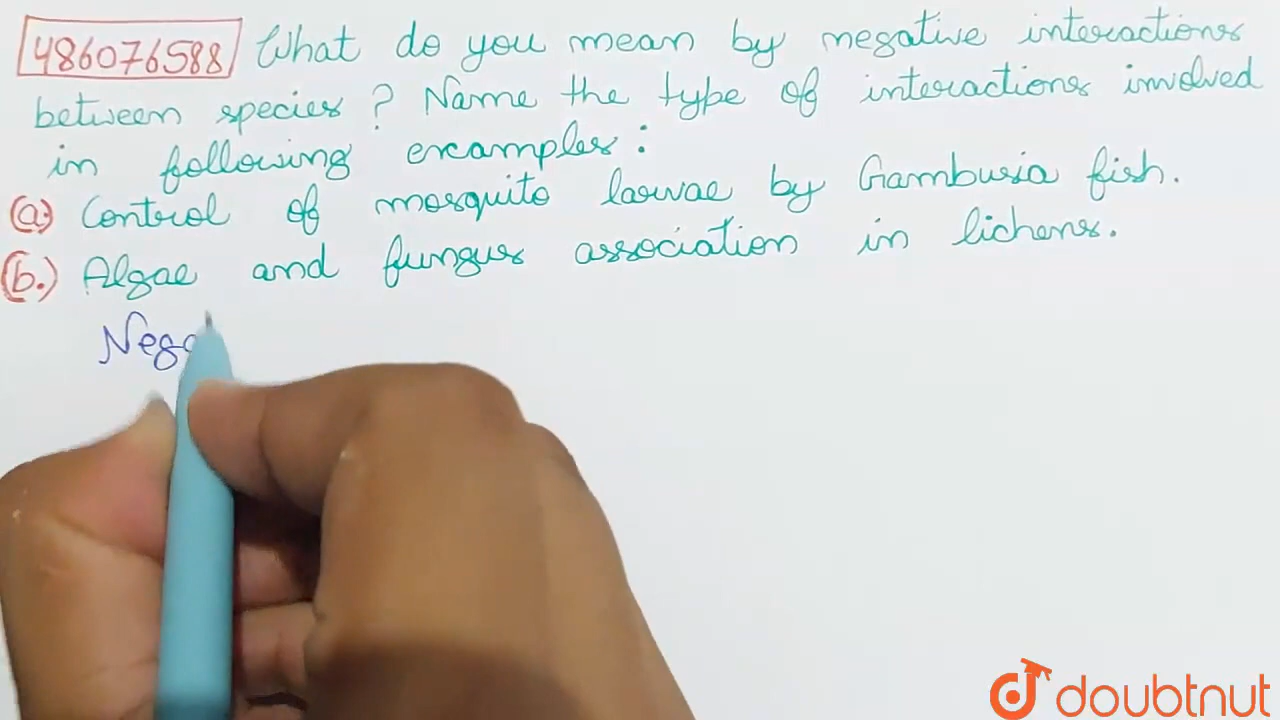 486076588 What do you mean by negative interactions
between species? Name the type of interactions involved
in following examples:
(a.) Control of mosquito larvae by Gambusia fish.
(b.) Algae and fungus association in lichens.
Nega
doubtnut